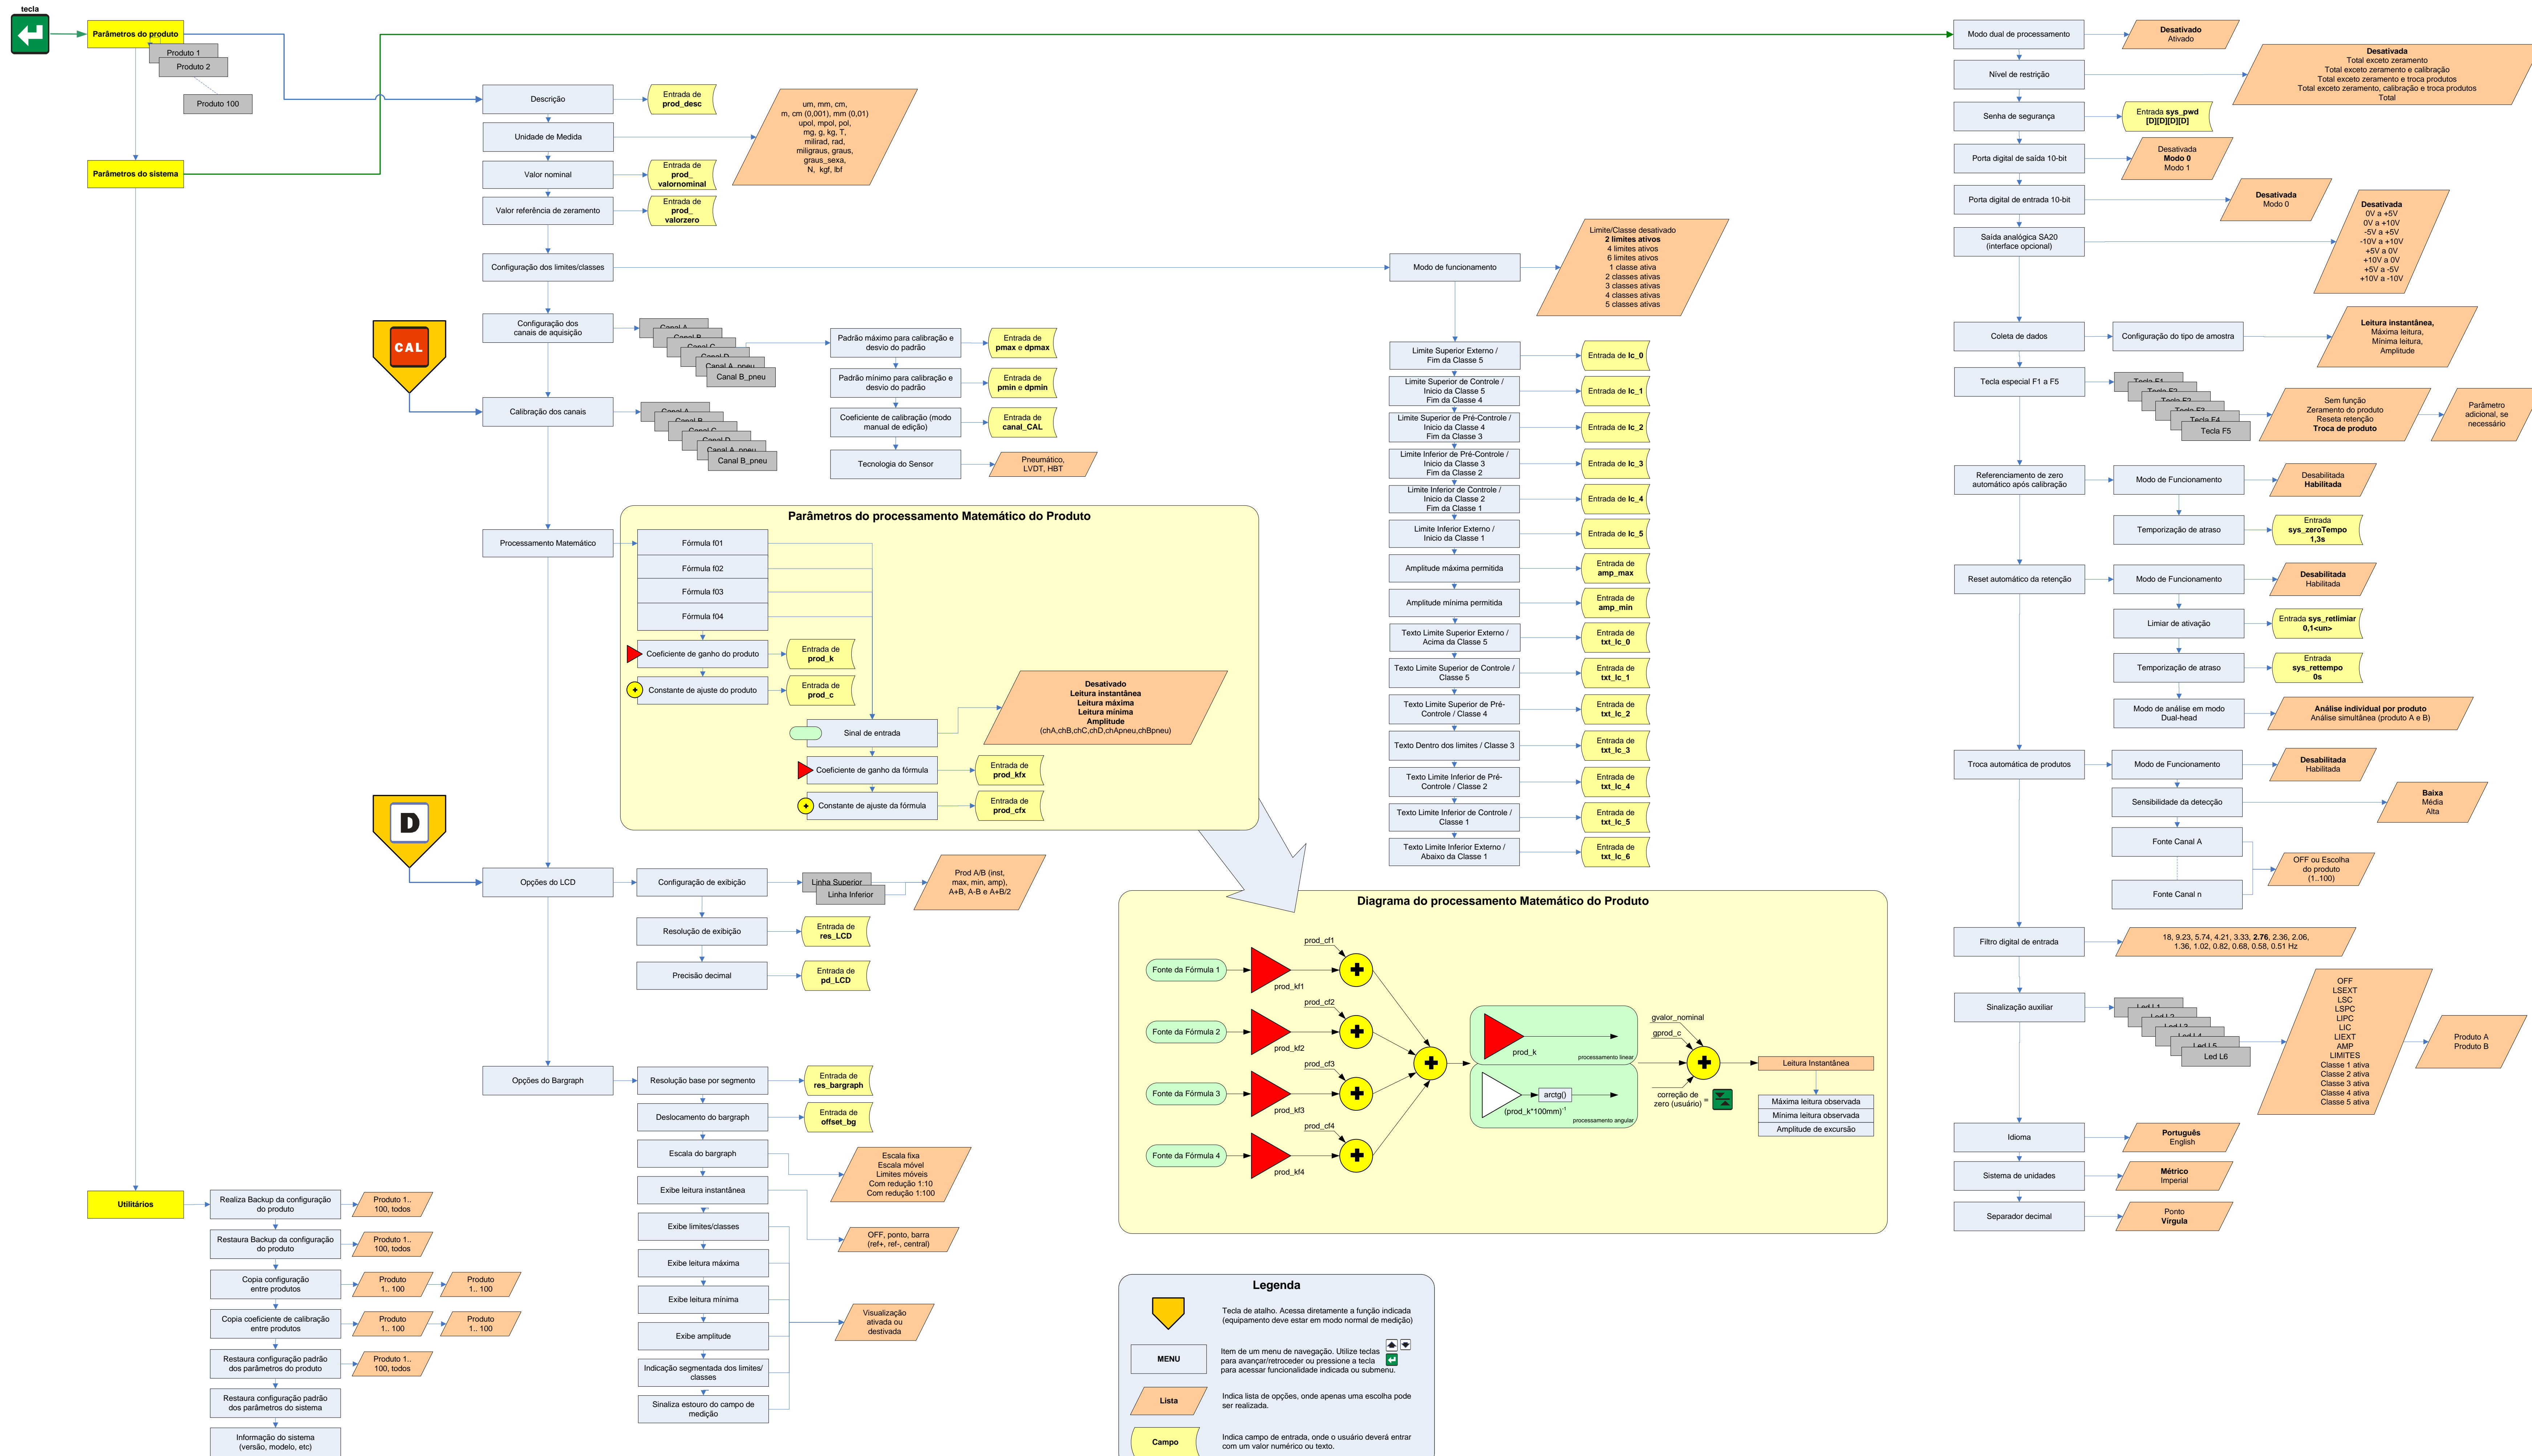 tecla
Parâmetros do produto
Produto 1
Produto 2
Produto 100
Parâmetros do sistema
Descrição
Entrada de
prod_desc
Unidade de Medida
um, mm, cm,
m, cm (0,001), mm (0,01)
upol, mpol, pol,
mg, g, kg, T,
milirad, rad,
miligraus, graus,
graus_sexa,
N, kgf, lbf
Valor nominal
Entrada de
prod_
valornominal
Valor referência de zeramento
Entrada de
prod_
valorzero
Configuração dos limites/classes
Configuração dos
canais de aquisição
Canal A
Canal B
Canal C
Canal D
Canal A_pneu
Canal B_pneu
CAL
Calibração dos canais
Canal A
Canal B
Canal C
Canal D
Canal A_pneu
Canal B_pneu
Padrão máximo para calibração e
desvio do padrão
Entrada de
pmax e dpmax
Padrão mínimo para calibração e
desvio do padrão
Entrada de
pmin e dpmin
Coeficiente de calibração (modo
manual de edição)
Entrada de
canal_CAL
Tecnologia do Sensor
Pneumático,
LVDT, HBT
Processamento Matemático
Parâmetros do processamento Matemático do Produto
Fórmula f01
Fórmula f02
Fórmula f03
Fórmula f04
Coeficiente de ganho do produto
Entrada de
prod_k
Constante de ajuste do produto
Entrada de
prod_c
Sinal de entrada
Desativado
Leitura instantânea
Leitura máxima
Leitura mínima
Amplitude
(chA,chB,chC,chD,chApneu,chBpneu)
Coeficiente de ganho da fórmula
Entrada de
prod_kfx
Constante de ajuste da fórmula
Entrada de
prod_cfx
D
Opções do LCD
Configuração de exibição
Linha Superior
Linha Inferior
Prod A/B (inst,
max, min, amp),
A+B, A-B e A+B/2
Resolução de exibição
Entrada de
res_LCD
Precisão decimal
Entrada de
pd_LCD
Opções do Bargraph
Resolução base por segmento
Entrada de
res_bargraph
Deslocamento do bargraph
Entrada de
offset_bg
Escala do bargraph
Escala fixa
Escala móvel
Limites móveis
Com redução 1:10
Com redução 1:100
Exibe leitura instantânea
OFF, ponto, barra
(ref+, ref-, central)
Exibe limites/classes
Exibe leitura máxima
Exibe leitura mínima
Exibe amplitude
Indicação segmentada dos limites/
classes
Sinaliza estouro do campo de
medição
Visualização
ativada ou
destivada
Utilitários
Realiza Backup da configuração
do produto
Produto 1..
100, todos
Restaura Backup da configuração
do produto
Produto 1..
100, todos
Copia configuração
entre produtos
Produto
1.. 100
Produto
1.. 100
Copia coeficiente de calibração
entre produtos
Produto
1.. 100
Produto
1.. 100
Restaura configuração padrão
dos parâmetros do produto
Produto 1..
100, todos
Restaura configuração padrão
dos parâmetros do sistema
Informação do sistema
(versão, modelo, etc)
Modo de funcionamento
Limite/Classe desativado
2 limites ativos
4 limites ativos
6 limites ativos
1 classe ativa
2 classes ativas
3 classes ativas
4 classes ativas
5 classes ativas
Limite Superior Externo /
Fim da Classe 5
Entrada de lc_0
Limite Superior de Controle /
Inicio da Classe 5
Fim da Classe 4
Entrada de lc_1
Limite Superior de Pré-Controle /
Inicio da Classe 4
Fim da Classe 3
Entrada de lc_2
Limite Inferior de Pré-Controle /
Inicio da Classe 3
Fim da Classe 2
Entrada de lc_3
Limite Inferior de Controle /
Inicio da Classe 2
Fim da Classe 1
Entrada de lc_4
Limite Inferior Externo /
Inicio da Classe 1
Entrada de lc_5
Amplitude máxima permitida
Entrada de
amp_max
Amplitude mínima permitida
Entrada de
amp_min
Texto Limite Superior Externo /
Acima da Classe 5
Entrada de
txt_lc_0
Texto Limite Superior de Controle /
Classe 5
Entrada de
txt_lc_1
Texto Limite Superior de Pré-
Controle / Classe 4
Entrada de
txt_lc_2
Texto Dentro dos limites / Classe 3
Entrada de
txt_lc_3
Texto Limite Inferior de Pré-
Controle / Classe 2
Entrada de
txt_lc_4
Texto Limite Inferior de Controle /
Classe 1
Entrada de
txt_lc_5
Texto Limite Inferior Externo /
Abaixo da Classe 1
Entrada de
txt_lc_6
Diagrama do processamento Matemático do Produto
Fonte da Fórmula 1
prod_kf1
prod_cf1
Fonte da Fórmula 2
prod_kf2
prod_cf2
Fonte da Fórmula 3
prod_kf3
prod_cf3
Fonte da Fórmula 4
prod_kf4
prod_cf4
prod_k
processamento linear
arctg()
(prod_k*100mm)-1
processamento angular
gvalor_nominal
gprod_c
correção de
zero (usuário) =
Leitura Instantânea
Máxima leitura observada
Mínima leitura observada
Amplitude de excursão
Legenda
Tecla de atalho. Acessa diretamente a função indicada
(equipamento deve estar em modo normal de medição)
MENU
Item de um menu de navegação. Utilize teclas
para avançar/retroceder ou pressione a tecla
para acessar funcionalidade indicada ou submenu.
Lista
Indica lista de opções, onde apenas uma escolha pode
ser realizada.
Campo
Indica campo de entrada, onde o usuário deverá entrar
com um valor numérico ou texto.
Modo dual de processamento
Desativado
Ativado
Nível de restrição
Desativada
Total exceto zeramento
Total exceto zeramento e calibração
Total exceto zeramento e troca produtos
Total exceto zeramento, calibração e troca produtos
Total
Senha de segurança
Entrada sys_pwd
[D][D][D][D]
Porta digital de saída 10-bit
Desativada
Modo 0
Modo 1
Porta digital de entrada 10-bit
Desativada
Modo 0
Saída analógica SA20
(interface opcional)
Desativada
0V a +5V
0V a +10V
-5V a +5V
-10V a +10V
+5V a 0V
+10V a 0V
+5V a -5V
+10V a -10V
Coleta de dados
Configuração do tipo de amostra
Leitura instantânea,
Máxima leitura,
Mínima leitura,
Amplitude
Tecla especial F1 a F5
Tecla F1
Tecla F2
Tecla F3
Tecla F4
Tecla F5
Sem função
Zeramento do produto
Reseta retenção
Troca de produto
Parâmetro
adicional, se
necessário
Referenciamento de zero
automático após calibração
Modo de Funcionamento
Desabilitada
Habilitada
Temporização de atraso
Entrada
sys_zeroTempo
1,3s
Reset automático da retenção
Modo de Funcionamento
Desabilitada
Habilitada
Limiar de ativação
Entrada sys_retlimiar
0,1<un>
Temporização de atraso
Entrada
sys_rettempo
0s
Modo de análise em modo
Dual-head
Análise individual por produto
Análise simultânea (produto A e B)
Troca automática de produtos
Modo de Funcionamento
Desabilitada
Habilitada
Sensibilidade da detecção
Baixa
Média
Alta
Fonte Canal A
Fonte Canal n
OFF ou Escolha
do produto
(1..100)
Filtro digital de entrada
18, 9.23, 5.74, 4.21, 3.33, 2.76, 2.36, 2.06,
1.36, 1.02, 0.82, 0.68, 0.58, 0.51 Hz
Sinalização auxiliar
Led L1
Led L2
Led L3
Led L4
Led L5
Led L6
OFF
LSEXT
LSC
LSPC
LIPC
LIC
LIEXT
AMP
LIMITES
Classe 1 ativa
Classe 2 ativa
Classe 3 ativa
Classe 4 ativa
Classe 5 ativa
Produto A
Produto B
Idioma
Português
English
Sistema de unidades
Métrico
Imperial
Separador decimal
Ponto
Vírgula